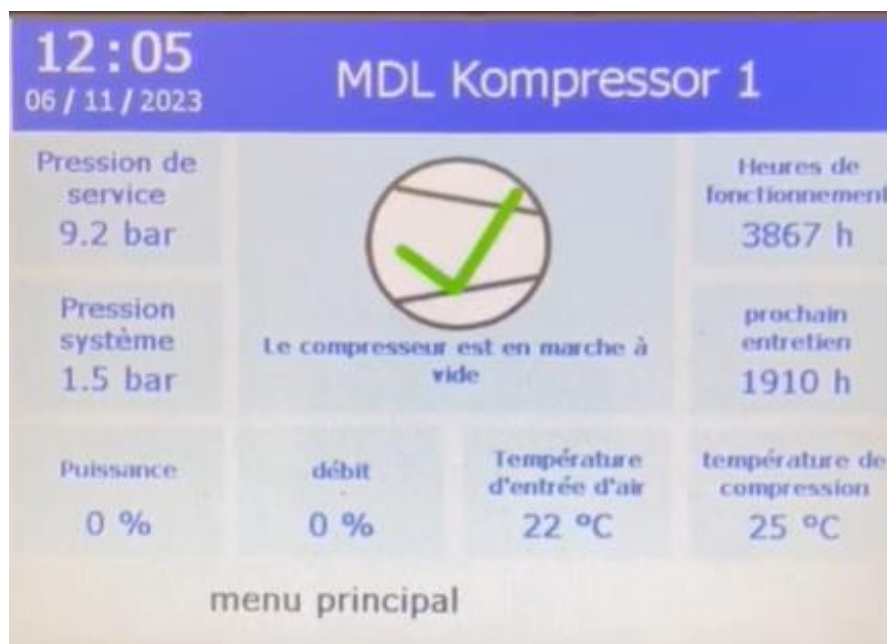 12:05
06 / 11 / 2023
MDL Kompressor 1
Pression de
service
9.2 bar
Heures de
fonctionnement
3867 h
Pression
système
1.5 bar
Le compresseur est en marche à
vide
prochain
entretien
1910 h
Puissance
0 %
débit
0 %
Température
d'entrée d'air
22 ºC
température de
compression
25 ºC
menu principal